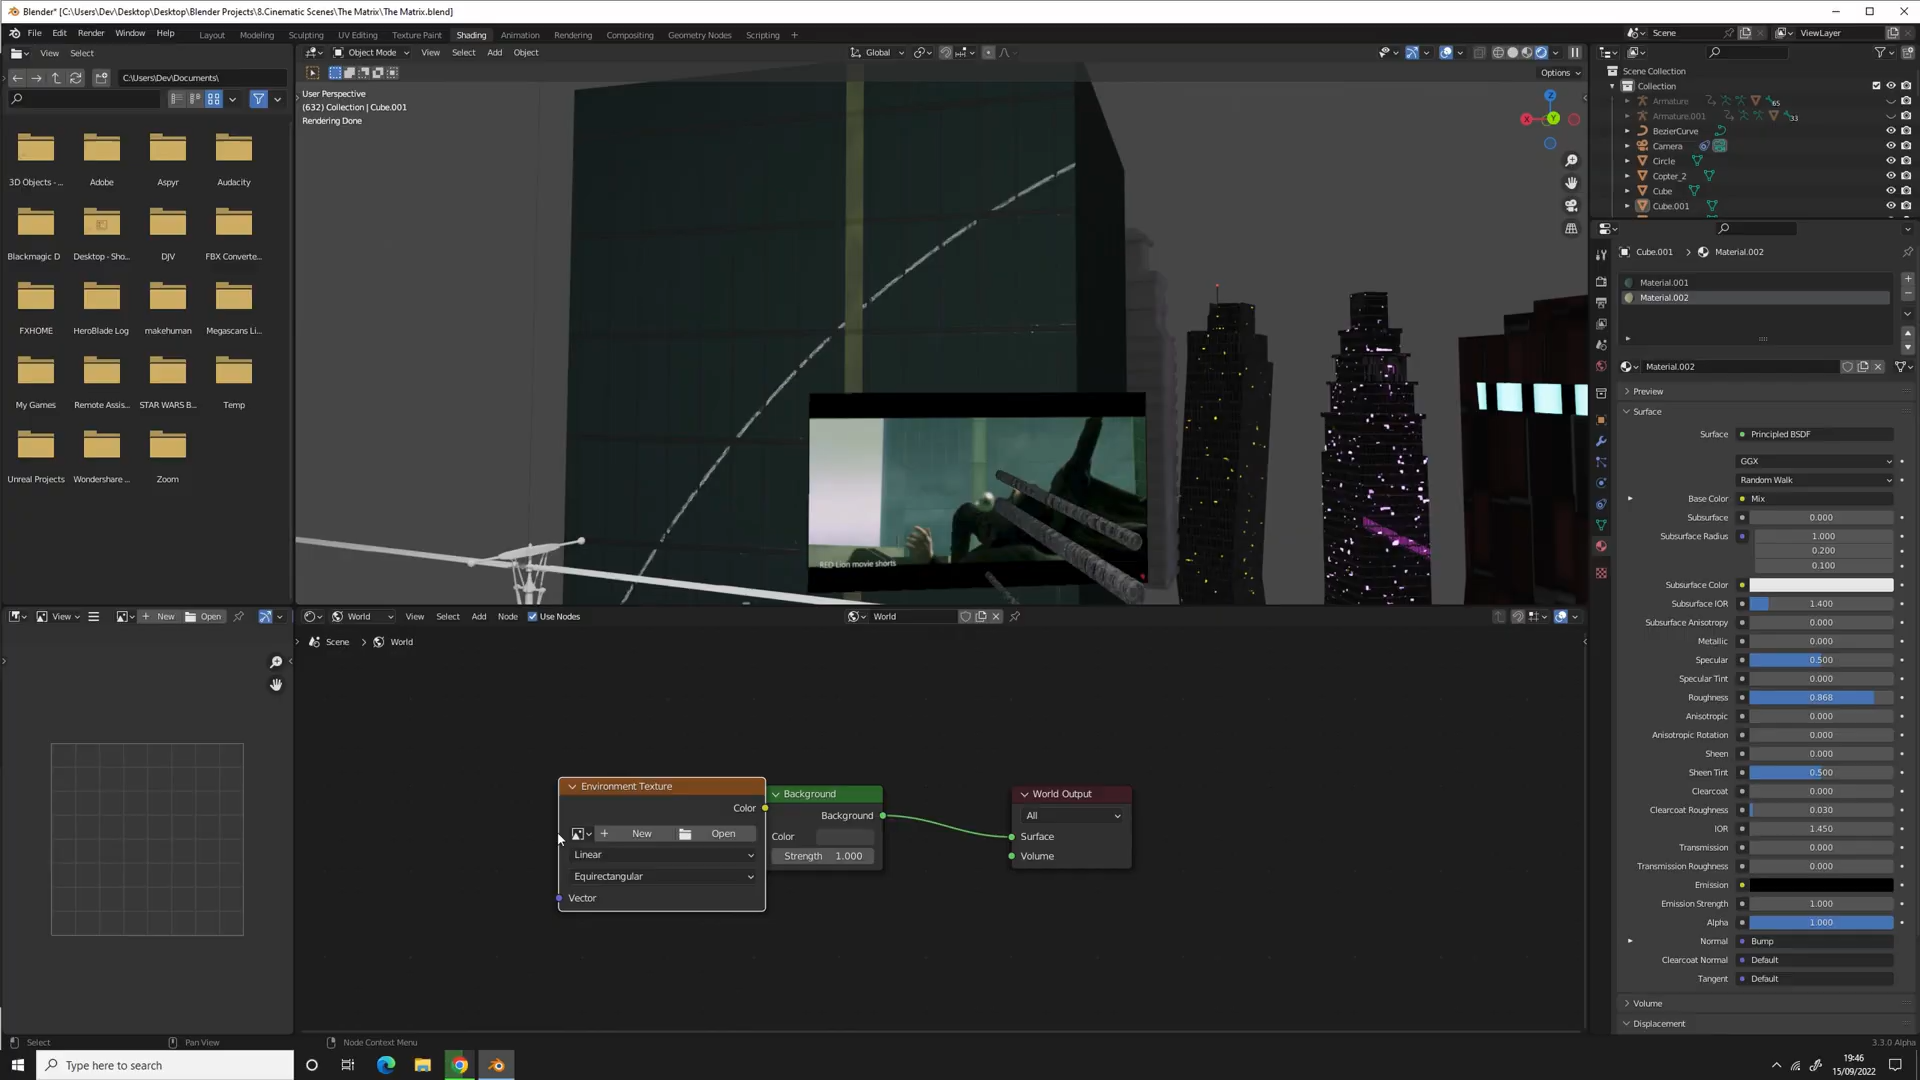 Blender* [C:\Users\Dev\Desktop\Desktop\Blender Projects\8.Cinematic Scenes\The Matrix\The Matrix.blend]
File Edit Render Window Help Layout Modeling Sculpting UV Editing Texture Paint Shading Animation Rendering Compositing Geometry Nodes Scripting + Scene ViewLayer
View Select Object Mode View Select Add Object Global
C:\Users\Dev\Documents\
Options
3D Objects - ... Adobe Aspyr Audacity
Blackmagic D Desktop - Sho... DJV FBX Converte...
FXHOME HeroBlade Log makehuman Megascans Li...
My Games Remote Assis... STAR WARS B... Temp
Unreal Projects Wondershare ... Zoom
User Perspective
(632) Collection | Cube.001
Rendering Done
X Y Z
RED Lion movie shorts
Scene Collection
Collection
Armature 65
Armature.001 33
BezierCurve
Camera
Circle
Copter_2
Cube
Cube.001
Cube.001 > Material.002
Material.001
Material.002
Material.002
Preview
Surface
Surface Principled BSDF
GGX
Random Walk
Base Color Mix
Subsurface 0.000
Subsurface Radius 1.000
0.200
0.100
Subsurface Color
Subsurface IOR 1.400
Subsurface Anisotropy 0.000
Metallic 0.000
Specular 0.500
Specular Tint 0.000
Roughness 0.868
Anisotropic 0.000
Anisotropic Rotation 0.000
Sheen 0.000
Sheen Tint 0.500
Clearcoat 0.000
Clearcoat Roughness 0.030
IOR 1.450
Transmission 0.000
Transmission Roughness 0.000
Emission
Emission Strength 1.000
Alpha 1.000
Normal Bump
Clearcoat Normal Default
Tangent Default
Volume
Displacement
View + New Open
World View Select Add Node Use Nodes World
Scene > World
Environment Texture
Color
+ New Open
Linear
Equirectangular
Vector
Background
Background
Color
Strength 1.000
World Output
All
Surface
Volume
Select Pan View Node Context Menu 3.3.0 Alpha
Type here to search
19:46
15/09/2022